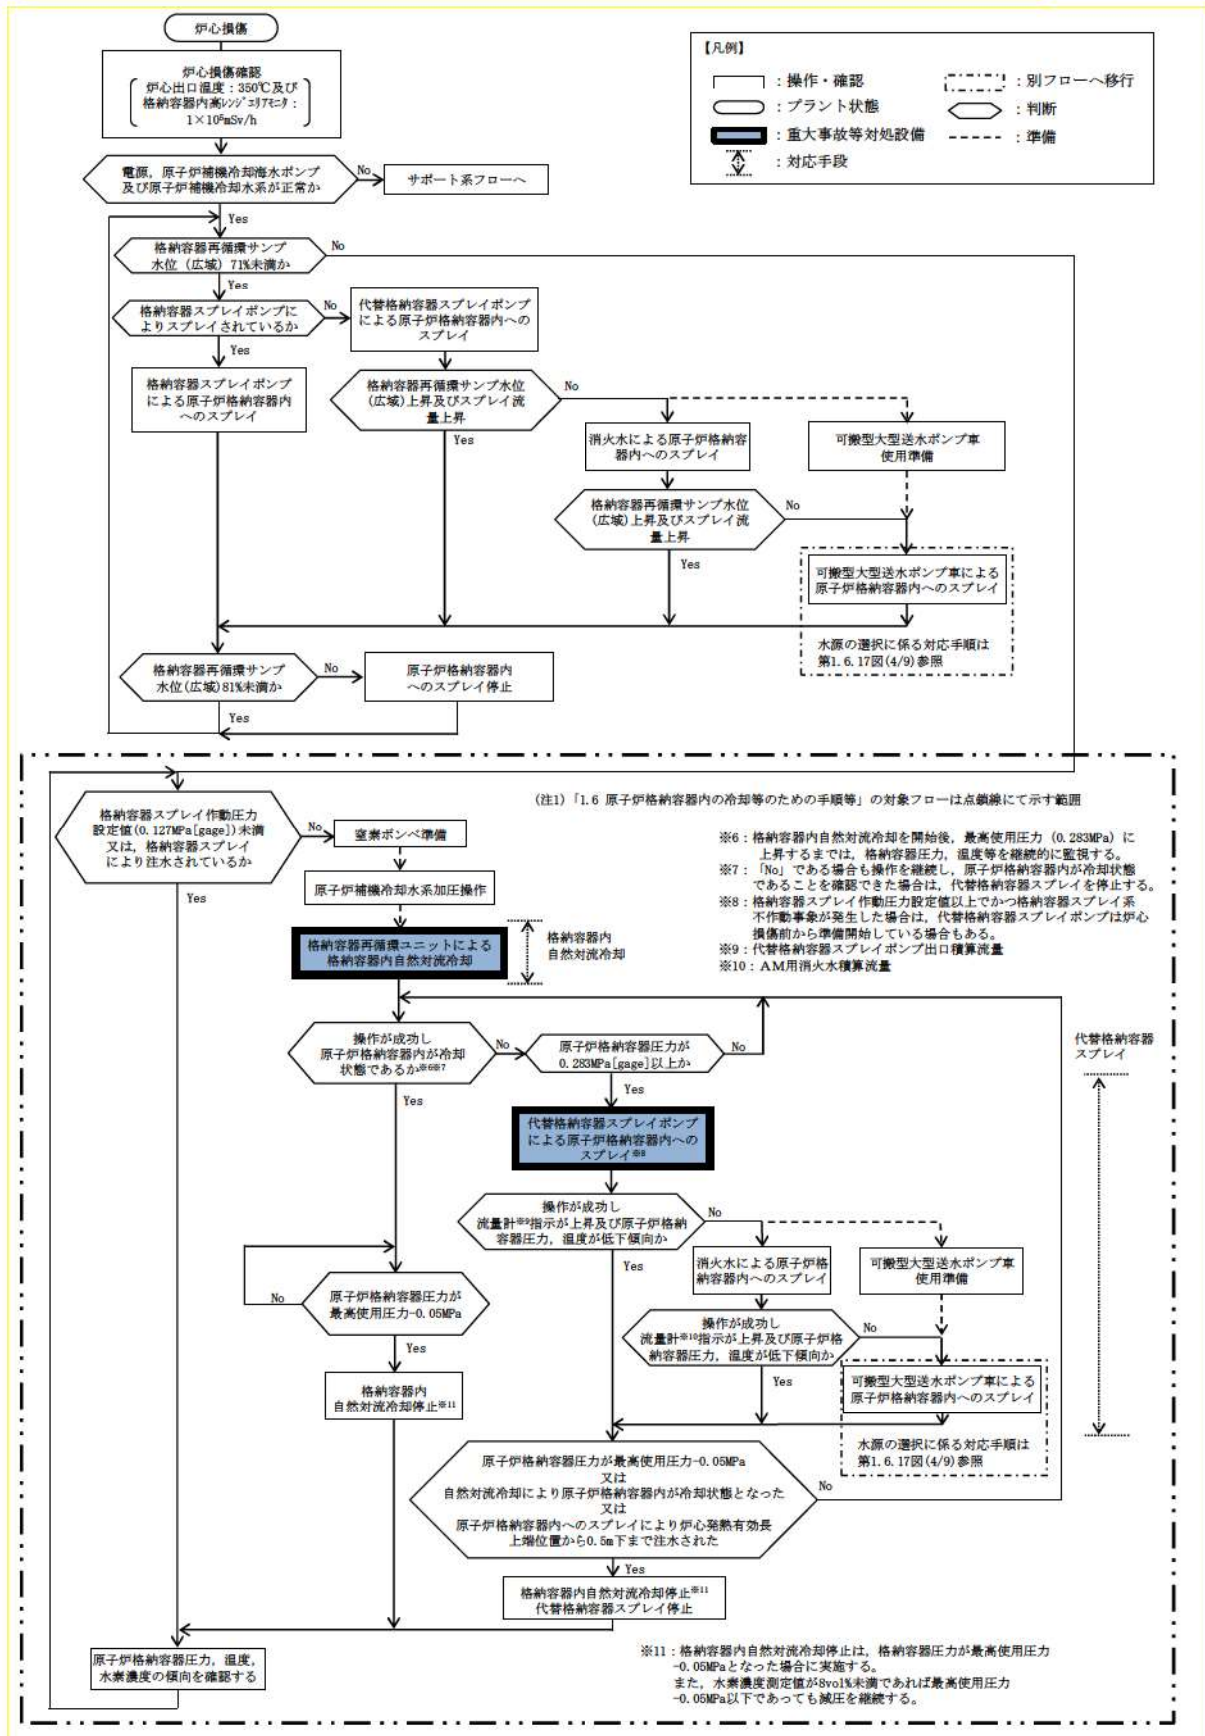 炉心損傷
炉心損傷確認
炉心出口温度：350℃及び
格納容器内高ﾚﾝｼﾞｴﾘｱﾓﾆﾀ：
1×10⁵mSv/h
【凡例】
：操作・確認
：プラント状態
：重大事故等対処設備
：対応手段
：別フローへ移行
：判断
：準備
電源，原子炉補機冷却海水ポンプ
及び原子炉補機冷却水系が正常か
No
サポート系フローへ
Yes
格納容器再循環サンプ
水位（広域）71%未満か
No
Yes
格納容器スプレイポンプに
よりスプレイされているか
No
代替格納容器スプレイポンプ
による原子炉格納容器内への
スプレイ
Yes
格納容器スプレイポンプ
による原子炉格納容器内
へのスプレイ
格納容器再循環サンプ水位
(広域)上昇及びスプレイ流
量上昇
No
Yes
消火水による原子炉格納容
器内へのスプレイ
可搬型大型送水ポンプ車
使用準備
格納容器再循環サンプ水位
(広域)上昇及びスプレイ流
量上昇
No
Yes
可搬型大型送水ポンプ車による
原子炉格納容器内へのスプレイ
水源の選択に係る対応手順は
第1.6.17図(4/9)参照
格納容器再循環サンプ
水位(広域)81%未満か
No
原子炉格納容器内
へのスプレイ停止
Yes
(注1)「1.6 原子炉格納容器内の冷却等のための手順等」の対象フローは点鎖線にて示す範囲
格納容器スプレイ作動圧力
設定値(0.127MPa[gage])未満
又は，格納容器スプレイ
により注水されているか
No
Yes
窒素ボンベ準備
原子炉補機冷却水系加圧操作
格納容器再循環ユニットによる
格納容器内自然対流冷却
格納容器内
自然対流冷却
※6：格納容器内自然対流冷却を開始後，最高使用圧力（0.283MPa）に
上昇するまでは，格納容器圧力，温度等を継続的に監視する。
※7：「No」である場合も操作を継続し，原子炉格納容器内が冷却状態
であることを確認できた場合は，代替格納容器スプレイを停止する。
※8：格納容器スプレイ作動圧力設定値以上でかつ格納容器スプレイ系
不作動事象が発生した場合は，代替格納容器スプレイポンプは炉心
損傷前から準備開始している場合もある。
※9：代替格納容器スプレイポンプ出口積算流量
※10：AM用消火水積算流量
操作が成功し
原子炉格納容器内が冷却
状態であるか※6※7
No
Yes
原子炉格納容器圧力が
0.283MPa[gage]以上か
No
Yes
代替格納容器
スプレイ
代替格納容器スプレイポンプ
による原子炉格納容器内への
スプレイ※8
操作が成功し
流量計※9指示が上昇及び原子炉格納
容器圧力，温度が低下傾向か
No
Yes
消火水による原子炉格
納容器内へのスプレイ
可搬型大型送水ポンプ車
使用準備
原子炉格納容器圧力が
最高使用圧力-0.05MPa
No
Yes
操作が成功し
流量計※10指示が上昇及び原子炉格
納容器圧力，温度が低下傾向か
No
Yes
可搬型大型送水ポンプ車による
原子炉格納容器内へのスプレイ
水源の選択に係る対応手順は
第1.6.17図(4/9)参照
格納容器内
自然対流冷却停止※11
原子炉格納容器圧力が最高使用圧力-0.05MPa
又は
自然対流冷却により原子炉格納容器内が冷却状態となった
又は
原子炉格納容器内へのスプレイにより炉心発熱有効長
上端位置から0.5m下まで注水された
No
Yes
格納容器内自然対流冷却停止※11
代替格納容器スプレイ停止
原子炉格納容器圧力，温度，
水素濃度の傾向を確認する
※11：格納容器内自然対流冷却停止は，格納容器圧力が最高使用圧力
-0.05MPaとなった場合に実施する。
また，水素濃度測定値が8vol%未満であれば最高使用圧力
-0.05MPa以下であっても減圧を継続する。